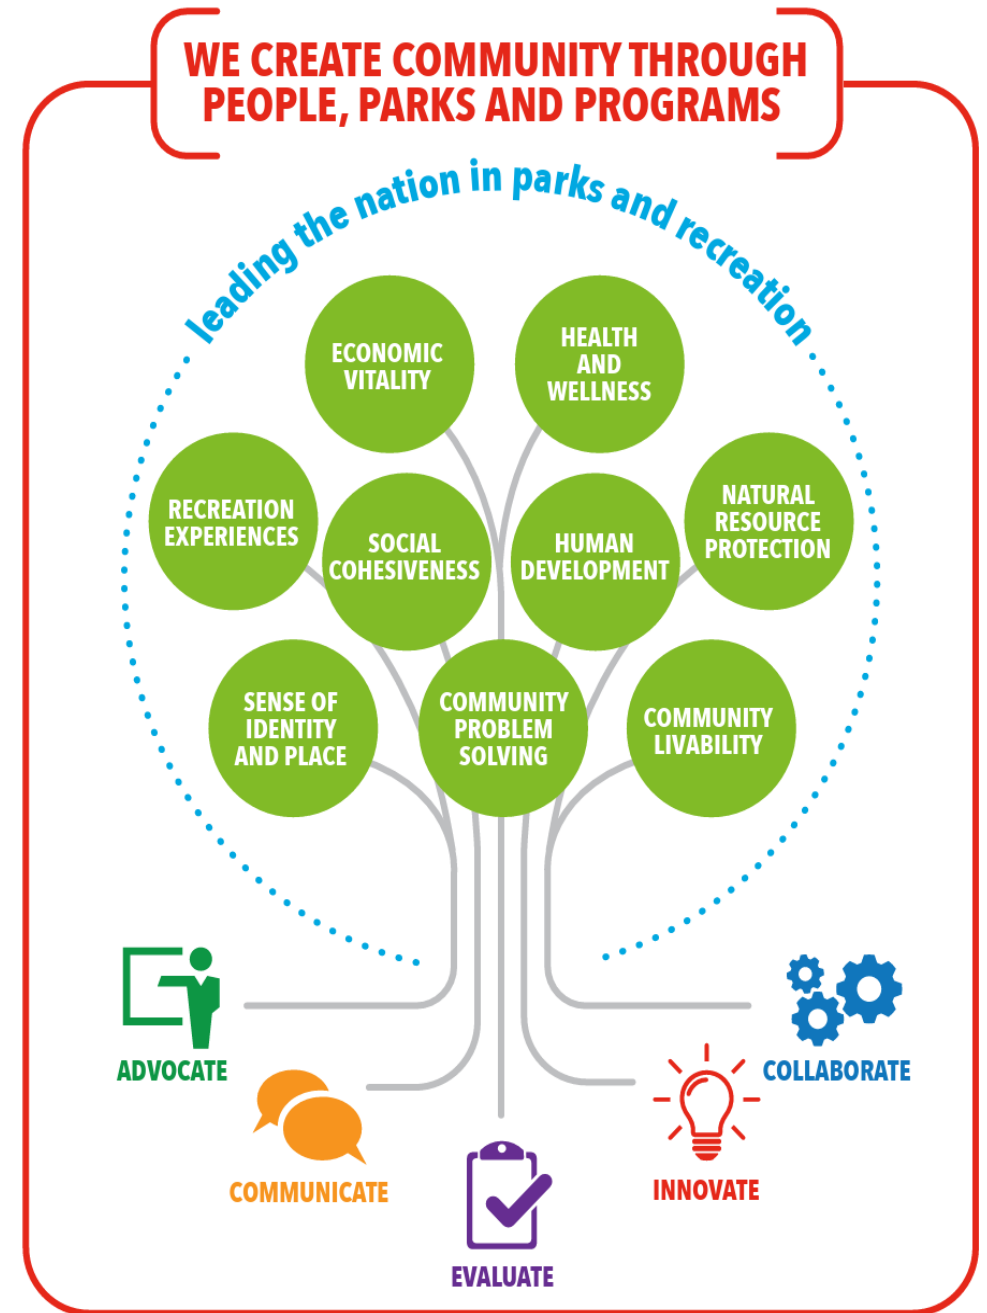 WE CREATE COMMUNITY THROUGH
PEOPLE, PARKS AND PROGRAMS
leading the nation in parks and recreation
ECONOMIC
VITALITY
HEALTH
AND
WELLNESS
RECREATION
EXPERIENCES
SOCIAL
COHESIVENESS
HUMAN
DEVELOPMENT
NATURAL
RESOURCE
PROTECTION
SENSE OF
IDENTITY
AND PLACE
COMMUNITY
PROBLEM
SOLVING
COMMUNITY
LIVABILITY
ADVOCATE
COMMUNICATE
EVALUATE
INNOVATE
COLLABORATE